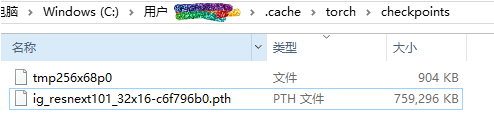 电脑 > Windows (C:) > 用户 > .cache > torch > checkpoints
名称 类型 大小
tmp256x68p0 文件 904 KB
ig_resnext101_32x16-c6f796b0.pth PTH 文件 759,296 KB